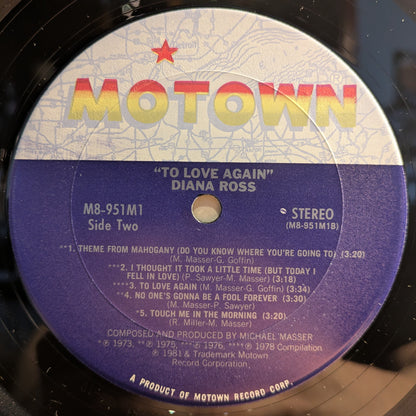 MOTOWN
®
"TO LOVE AGAIN"
DIANA ROSS
M8-951M1
Side Two
STEREO
(M8-951M1B)
**1. THEME FROM MAHOGANY (DO YOU KNOW WHERE YOU'RE GOING TO) (3:20)
(M. Masser-G. Goffin)
***2. I THOUGHT IT TOOK A LITTLE TIME (BUT TODAY I
FELL IN LOVE) (P. Sawyer-M. Masser) (3:18)
****3. TO LOVE AGAIN (M. Masser-G. Goffin) (3:34)
**4. NO ONE'S GONNA BE A FOOL FOREVER (3:30)
(M. Masser-P. Sawyer)
*5. TOUCH ME IN THE MORNING (3:20)
(R. Miller-M. Masser)
COMPOSED AND PRODUCED BY MICHAEL MASSER
*℗ 1973, **℗ 1975, ***℗ 1976, ****℗ 1978 Compilation
℗ 1981 & Trademark Motown
Record Corporation.
A PRODUCT OF MOTOWN RECORD CORP.